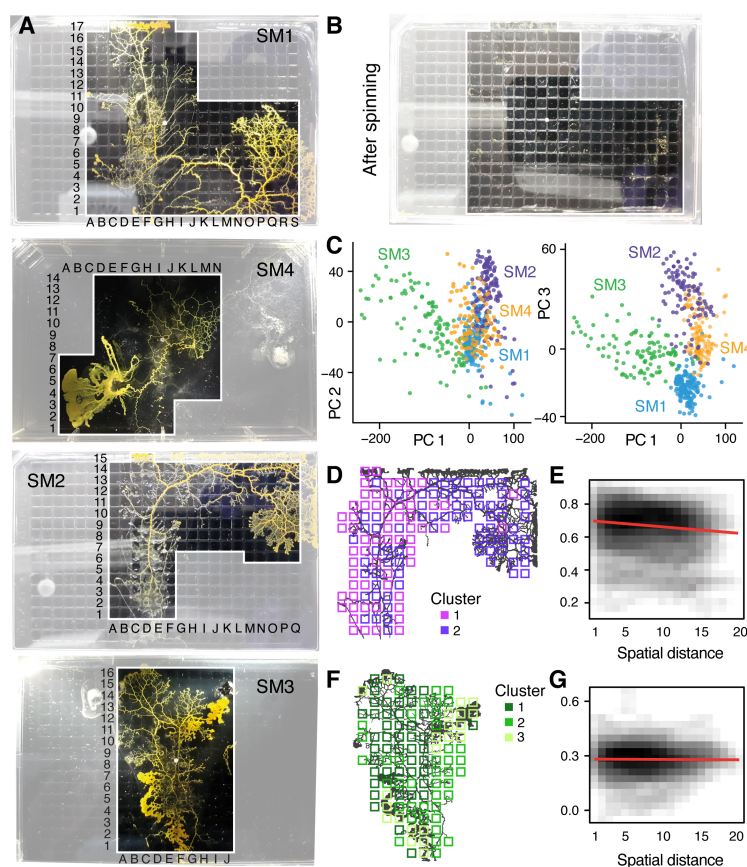 A
SM1
17
16
15
14
13
12
11
10
9
8
7
6
5
4
3
2
1
A B C D E F G H I J K L M N O P Q R S
B
After spinning
SM4
A B C D E F G H I J K L M N
14
13
12
11
10
9
8
7
6
5
4
3
2
1
C
SM3
SM2
SM4
SM1
40
0
−40
PC 2
−200
0
100
PC 1
SM2
SM3
SM4
SM1
60
0
−40
PC 3
−200
0
100
PC 1
SM2
15
14
13
12
11
10
9
8
7
6
5
4
3
2
1
A B C D E F G H I J K L M N O P Q
D
Cluster
1
2
E
0.8
0.6
0.4
0.2
1 5 10 15 20
Spatial distance
SM3
16
15
14
13
12
11
10
9
8
7
6
5
4
3
2
1
A B C D E F G H I J
F
Cluster
1
2
3
G
0.6
0.3
0.0
1 5 10 15 20
Spatial distance